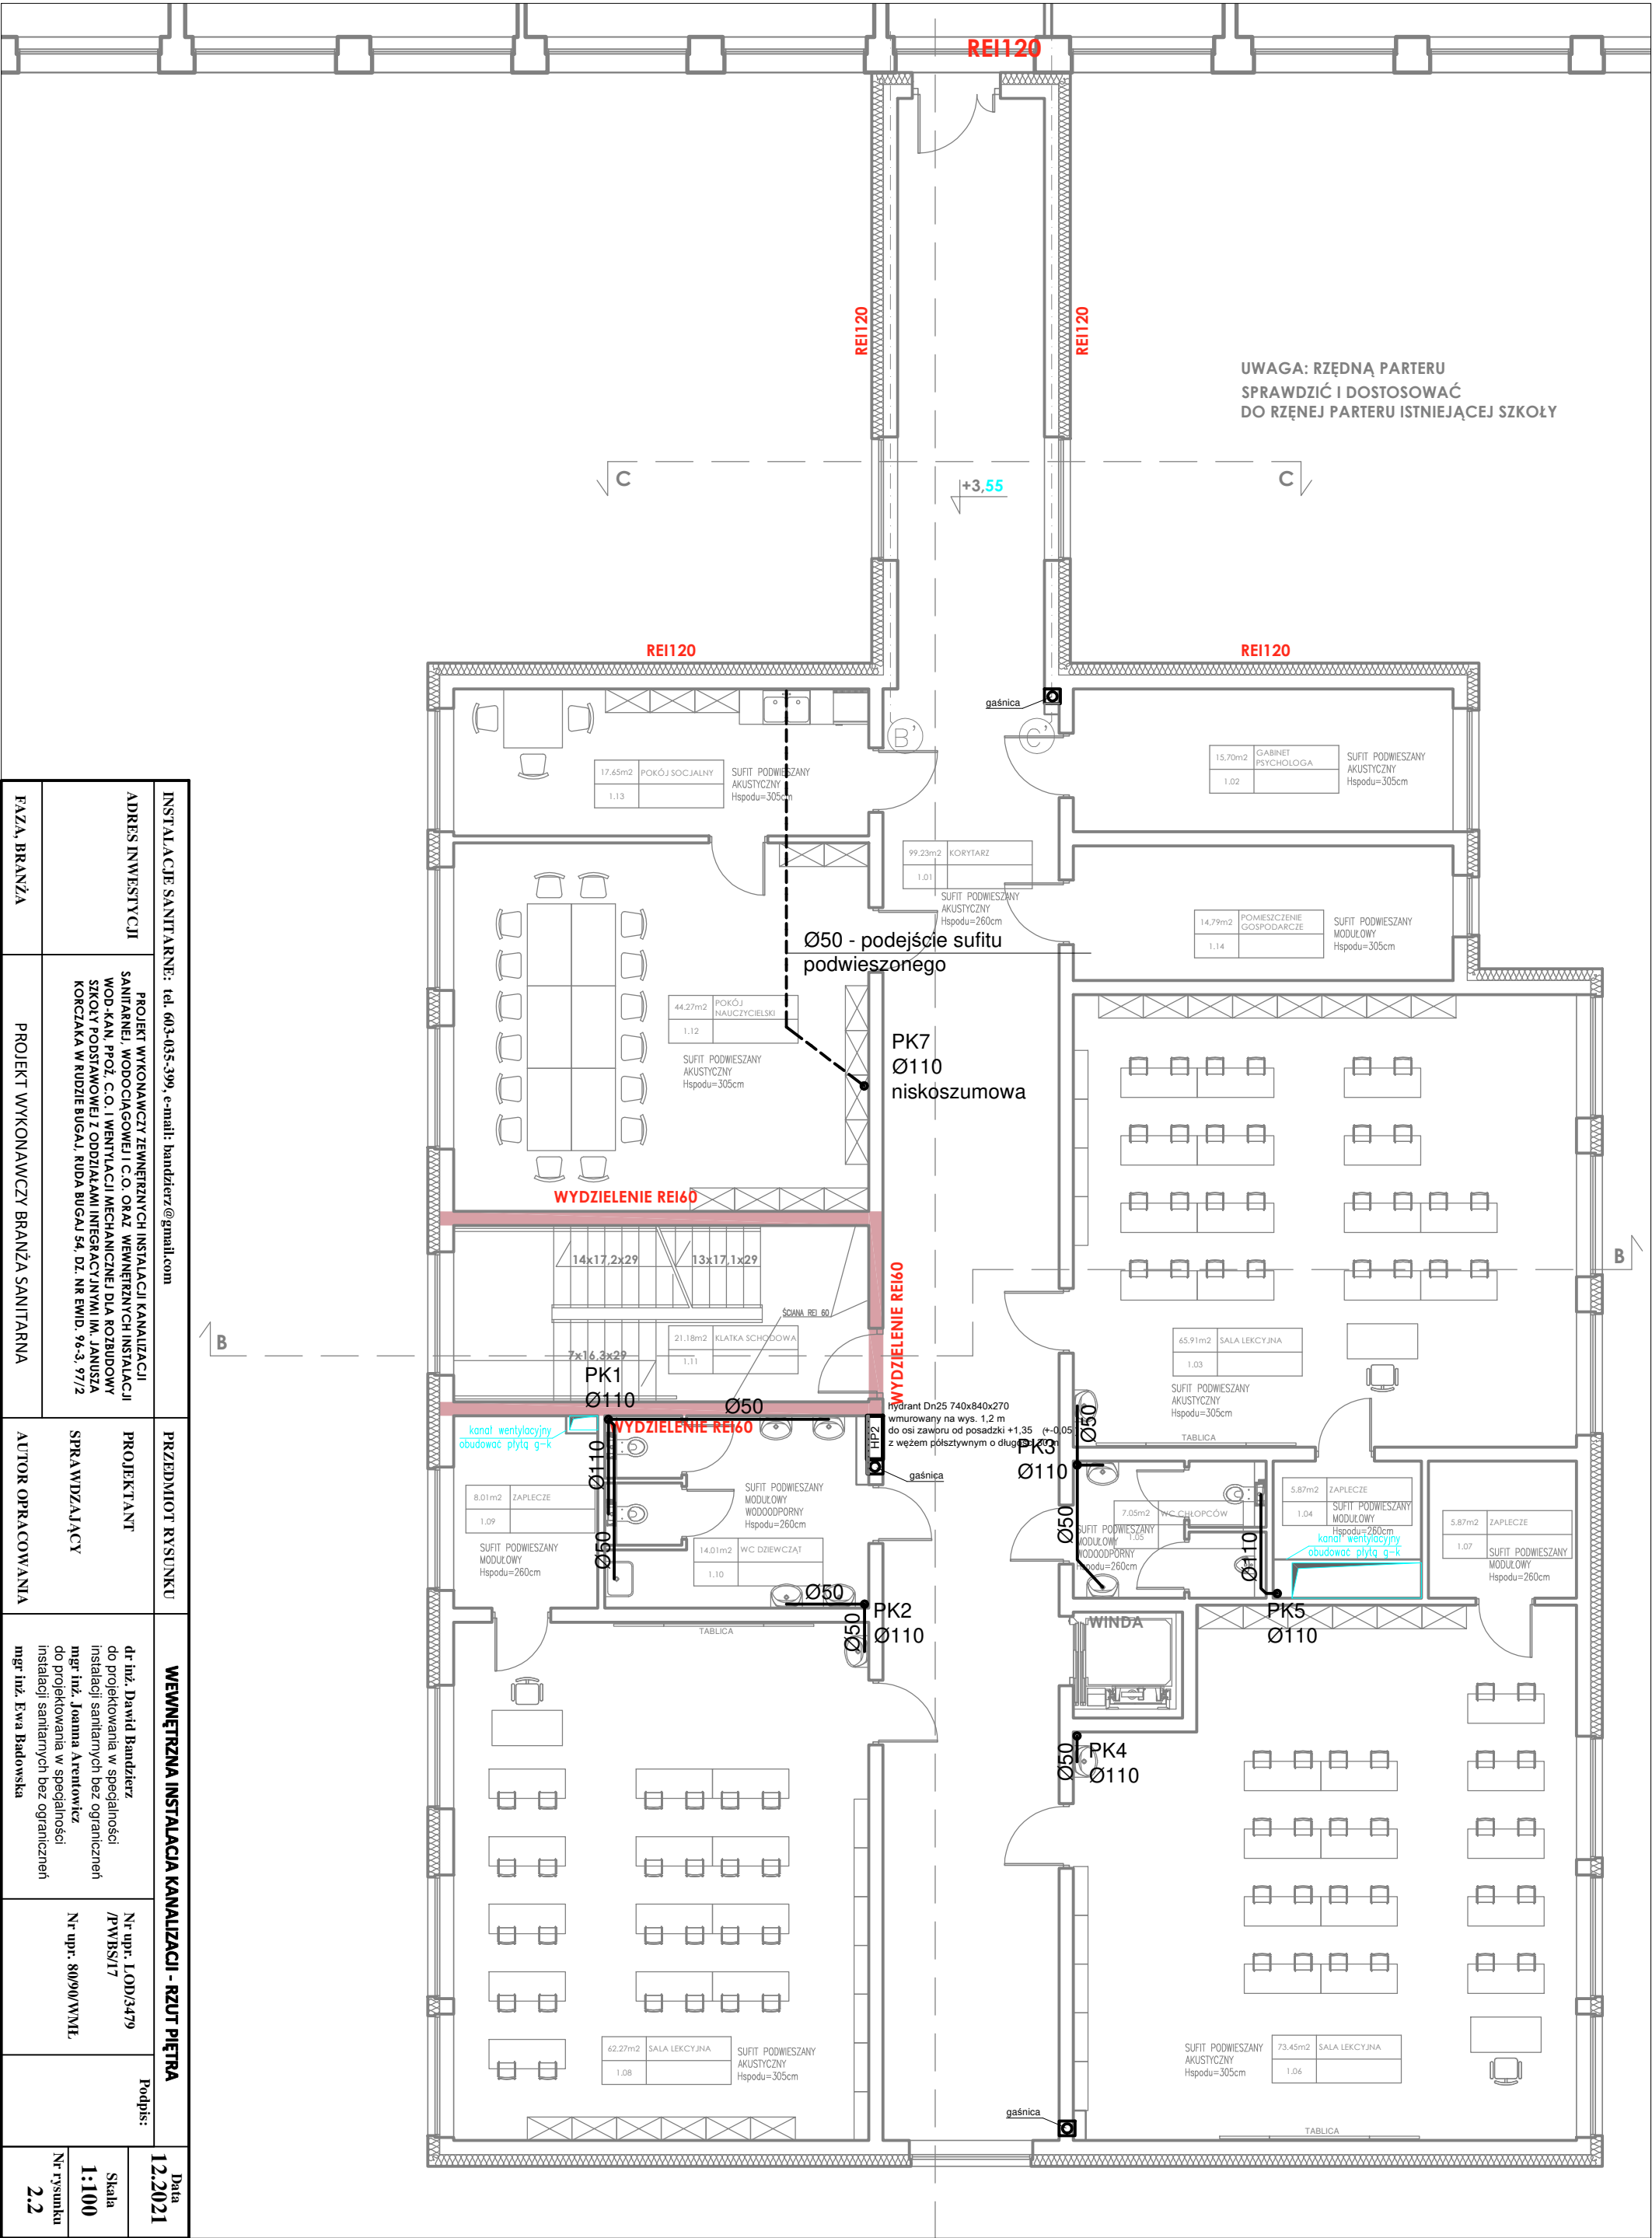 REI120
REI120
REI120
UWAGA: RZĘDNĄ PARTERU
SPRAWDZIĆ I DOSTOSOWAĆ
DO RZĘNEJ PARTERU ISTNIEJĄCEJ SZKOŁY
C
C
+3,55
REI120
REI120
gaśnica
B'
C'
17.65m2 POKÓJ SOCJALNY
1.13
SUFIT PODWIESZANY
AKUSTYCZNY
Hspodu=305cm
15,70m2 GABINET
PSYCHOLOGA
1.02
SUFIT PODWIESZANY
AKUSTYCZNY
Hspodu=305cm
99.23m2 KORYTARZ
1.01
SUFIT PODWIESZANY
AKUSTYCZNY
Hspodu=260cm
14,79m2 POMIESZCZENIE
GOSPODARCZE
1.14
SUFIT PODWIESZANY
MODUŁOWY
Hspodu=305cm
Ø50 - podejście sufitu
podwieszonego
44.27m2 POKÓJ
NAUCZYCIELSKI
1.12
SUFIT PODWIESZANY
AKUSTYCZNY
Hspodu=305cm
PK7
Ø110
niskoszumowa
WYDZIELENIE REI60
14x17,2x29
13x17,1x29
WYDZIELENIE REI60
ŚCIANA REI 60
21.18m2 KLATKA SCHODOWA
1.11
7x16,3x29
B
B
65.91m2 SALA LEKCYJNA
1.03
SUFIT PODWIESZANY
AKUSTYCZNY
Hspodu=305cm
TABLICA
PK1
Ø110
Ø50
WYDZIELENIE REI60
kanał wentylacyjny
obudować płytą g-k
Ø110
Ø50
hydrant Dn25 740x840x270
wmurowany na wys. 1,2 m
do osi zaworu od posadzki +1,35 (+-0,05)
z wężem półsztywnym o długości 30 m
HP2
gaśnica
PK3
Ø110
Ø50
Ø50
8.01m2 ZAPLECZE
1.09
SUFIT PODWIESZANY
MODUŁOWY
Hspodu=260cm
SUFIT PODWIESZANY
MODUŁOWY
WODOODPORNY
Hspodu=260cm
14.01m2 WC DZIEWCZĄT
1.10
7.05m2 WC CHŁOPCÓW
1.05
SUFIT PODWIESZANY
MODUŁOWY
WODOODPORNY
Hspodu=260cm
5.87m2 ZAPLECZE
1.04
SUFIT PODWIESZANY
MODUŁOWY
Hspodu=260cm
kanał wentylacyjny
obudować płytą g-k
5.87m2 ZAPLECZE
1.07
SUFIT PODWIESZANY
MODUŁOWY
Hspodu=260cm
Ø110
PK5
Ø110
Ø50
PK2
Ø110
Ø50
TABLICA
WINDA
PK4
Ø110
Ø50
62.27m2 SALA LEKCYJNA
1.08
SUFIT PODWIESZANY
AKUSTYCZNY
Hspodu=305cm
SUFIT PODWIESZANY
AKUSTYCZNY
Hspodu=305cm
73.45m2 SALA LEKCYJNA
1.06
gaśnica
TABLICA
INSTALACJE SANITARNE: tel. 603-035-399, e-mail: bandzierz@gmail.com
ADRES INWESTYCJI
PROJEKT WYKONAWCZY ZEWNĘTRZNYCH INSTALACJI KANALIZACJI
SANITARNEJ, WODOCIĄGOWEJ I C.O. ORAZ WEWNĘTRZNYCH INSTALACJI
WOD-KAN, PPOŻ, C.O. I WENTYLACJI MECHANICZNEJ DLA ROZBUDOWY
SZKOŁY PODSTAWOWEJ Z ODDZIAŁAMI INTEGRACYJNYMI IM. JANUSZA
KORCZAKA W RUDZIE BUGAJ, RUDA BUGAJ 54, DZ. NR EWID. 96-3, 97/2
FAZA, BRANŻA
PROJEKT WYKONAWCZY BRANŻA SANITARNA
PRZEDMIOT RYSUNKU
WEWNĘTRZNA INSTALACJA KANALIZACJI - RZUT PIĘTRA
PROJEKTANT
dr inż. Dawid Bandzierz
do projektowania w specjalności
instalacji sanitarnych bez ograniczneń
Nr upr. LOD/3479
/PWBS/17
SPRAWDZAJĄCY
mgr inż. Joanna Arentowicz
do projektowania w specjalności
instalacji sanitarnych bez ograniczneń
Nr upr. 80/90/WMŁ
AUTOR OPRACOWANIA
mgr inż. Ewa Badowska
Podpis:
Data
12.2021
Skala
1:100
Nr rysunku
2.2